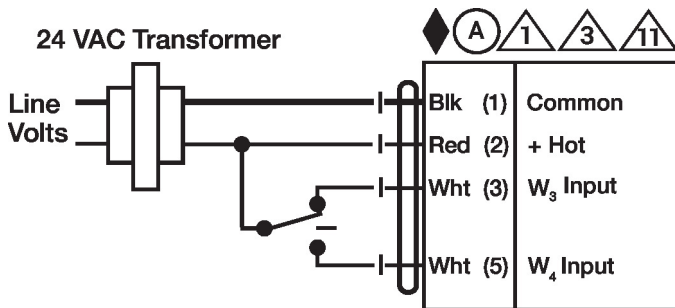 24 VAC Transformer
A 1 3 11
Line
Volts
Blk (1) Common
Red (2) + Hot
Wht (3) W₃ Input
Wht (5) W₄ Input